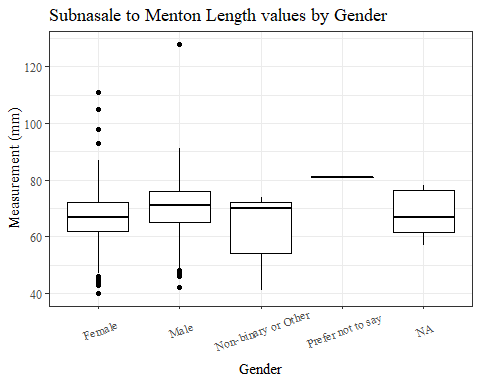 Subnasale to Menton Length values by Gender
Measurement (mm)
120
100
80
60
40
Female
Male
Non-binary or Other
Prefer not to say
NA
Gender